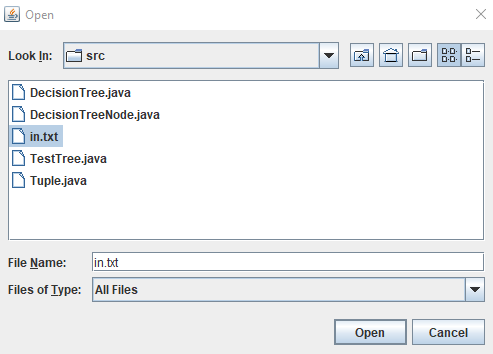 Open
Look In: src
DecisionTree.java
DecisionTreeNode.java
in.txt
TestTree.java
Tuple.java
File Name: in.txt
Files of Type: All Files
Open Cancel